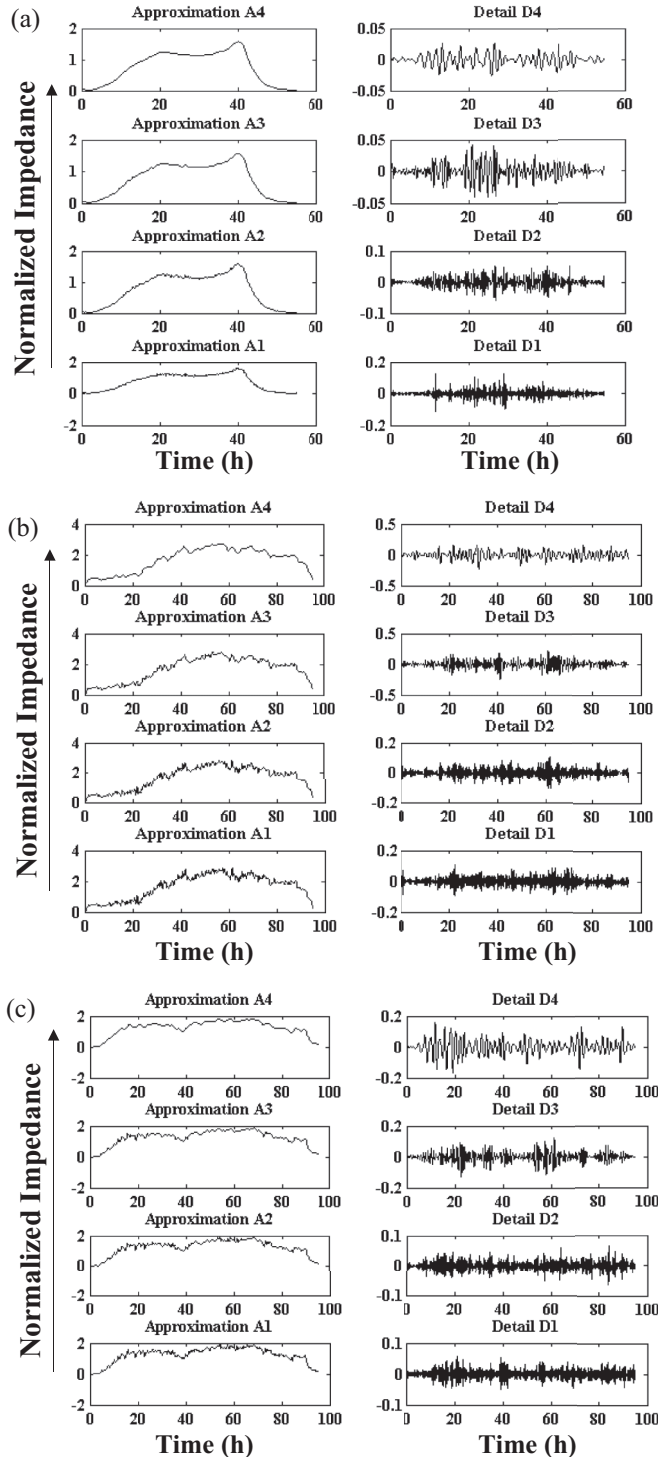 (a)
Normalized Impedance
Approximation A4
2
1
0
0 20 40 60
Detail D4
0.05
0
-0.05
0 20 40 60
Approximation A3
2
1
0
0 20 40 60
Detail D3
0.05
0
-0.05
0 20 40 60
Approximation A2
2
1
0
0 20 40 60
Detail D2
0.1
0
-0.1
0 20 40 60
Approximation A1
2
0
-2
0 20 40 60
Time (h)
Detail D1
0.2
0
-0.2
0 20 40 60
Time (h)
(b)
Normalized Impedance
Approximation A4
4
2
0
0 20 40 60 80 100
Detail D4
0.5
0
-0.5
0 20 40 60 80 100
Approximation A3
4
2
0
0 20 40 60 80 100
Detail D3
0.5
0
-0.5
0 20 40 60 80 100
Approximation A2
4
2
0
0 20 40 60 80 100
Detail D2
0.2
0
-0.2
0 20 40 60 80 100
Approximation A1
4
2
0
0 20 40 60 80 100
Time (h)
Detail D1
0.2
0
-0.2
0 20 40 60 80 100
Time (h)
(c)
Normalized Impedance
Approximation A4
2
0
-2
0 20 40 60 80 100
Detail D4
0.2
0
-0.2
0 20 40 60 80 100
Approximation A3
2
0
-2
0 20 40 60 80 100
Detail D3
0.2
0
-0.2
0 20 40 60 80 100
Approximation A2
2
0
-2
0 20 40 60 80 100
Detail D2
0.1
0
-0.1
0 20 40 60 80 100
Approximation A1
2
0
-2
0 20 40 60 80 100
Time (h)
Detail D1
0.1
0
-0.1
0 20 40 60 80 100
Time (h)